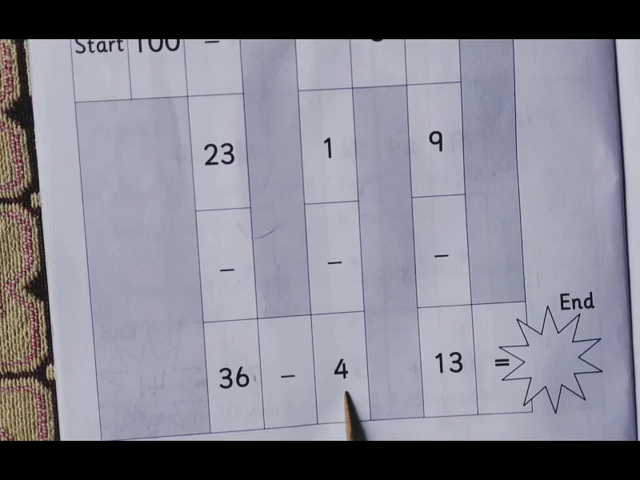 Start 100 –
23 1 9
– – –
End
36 – 4 13 =